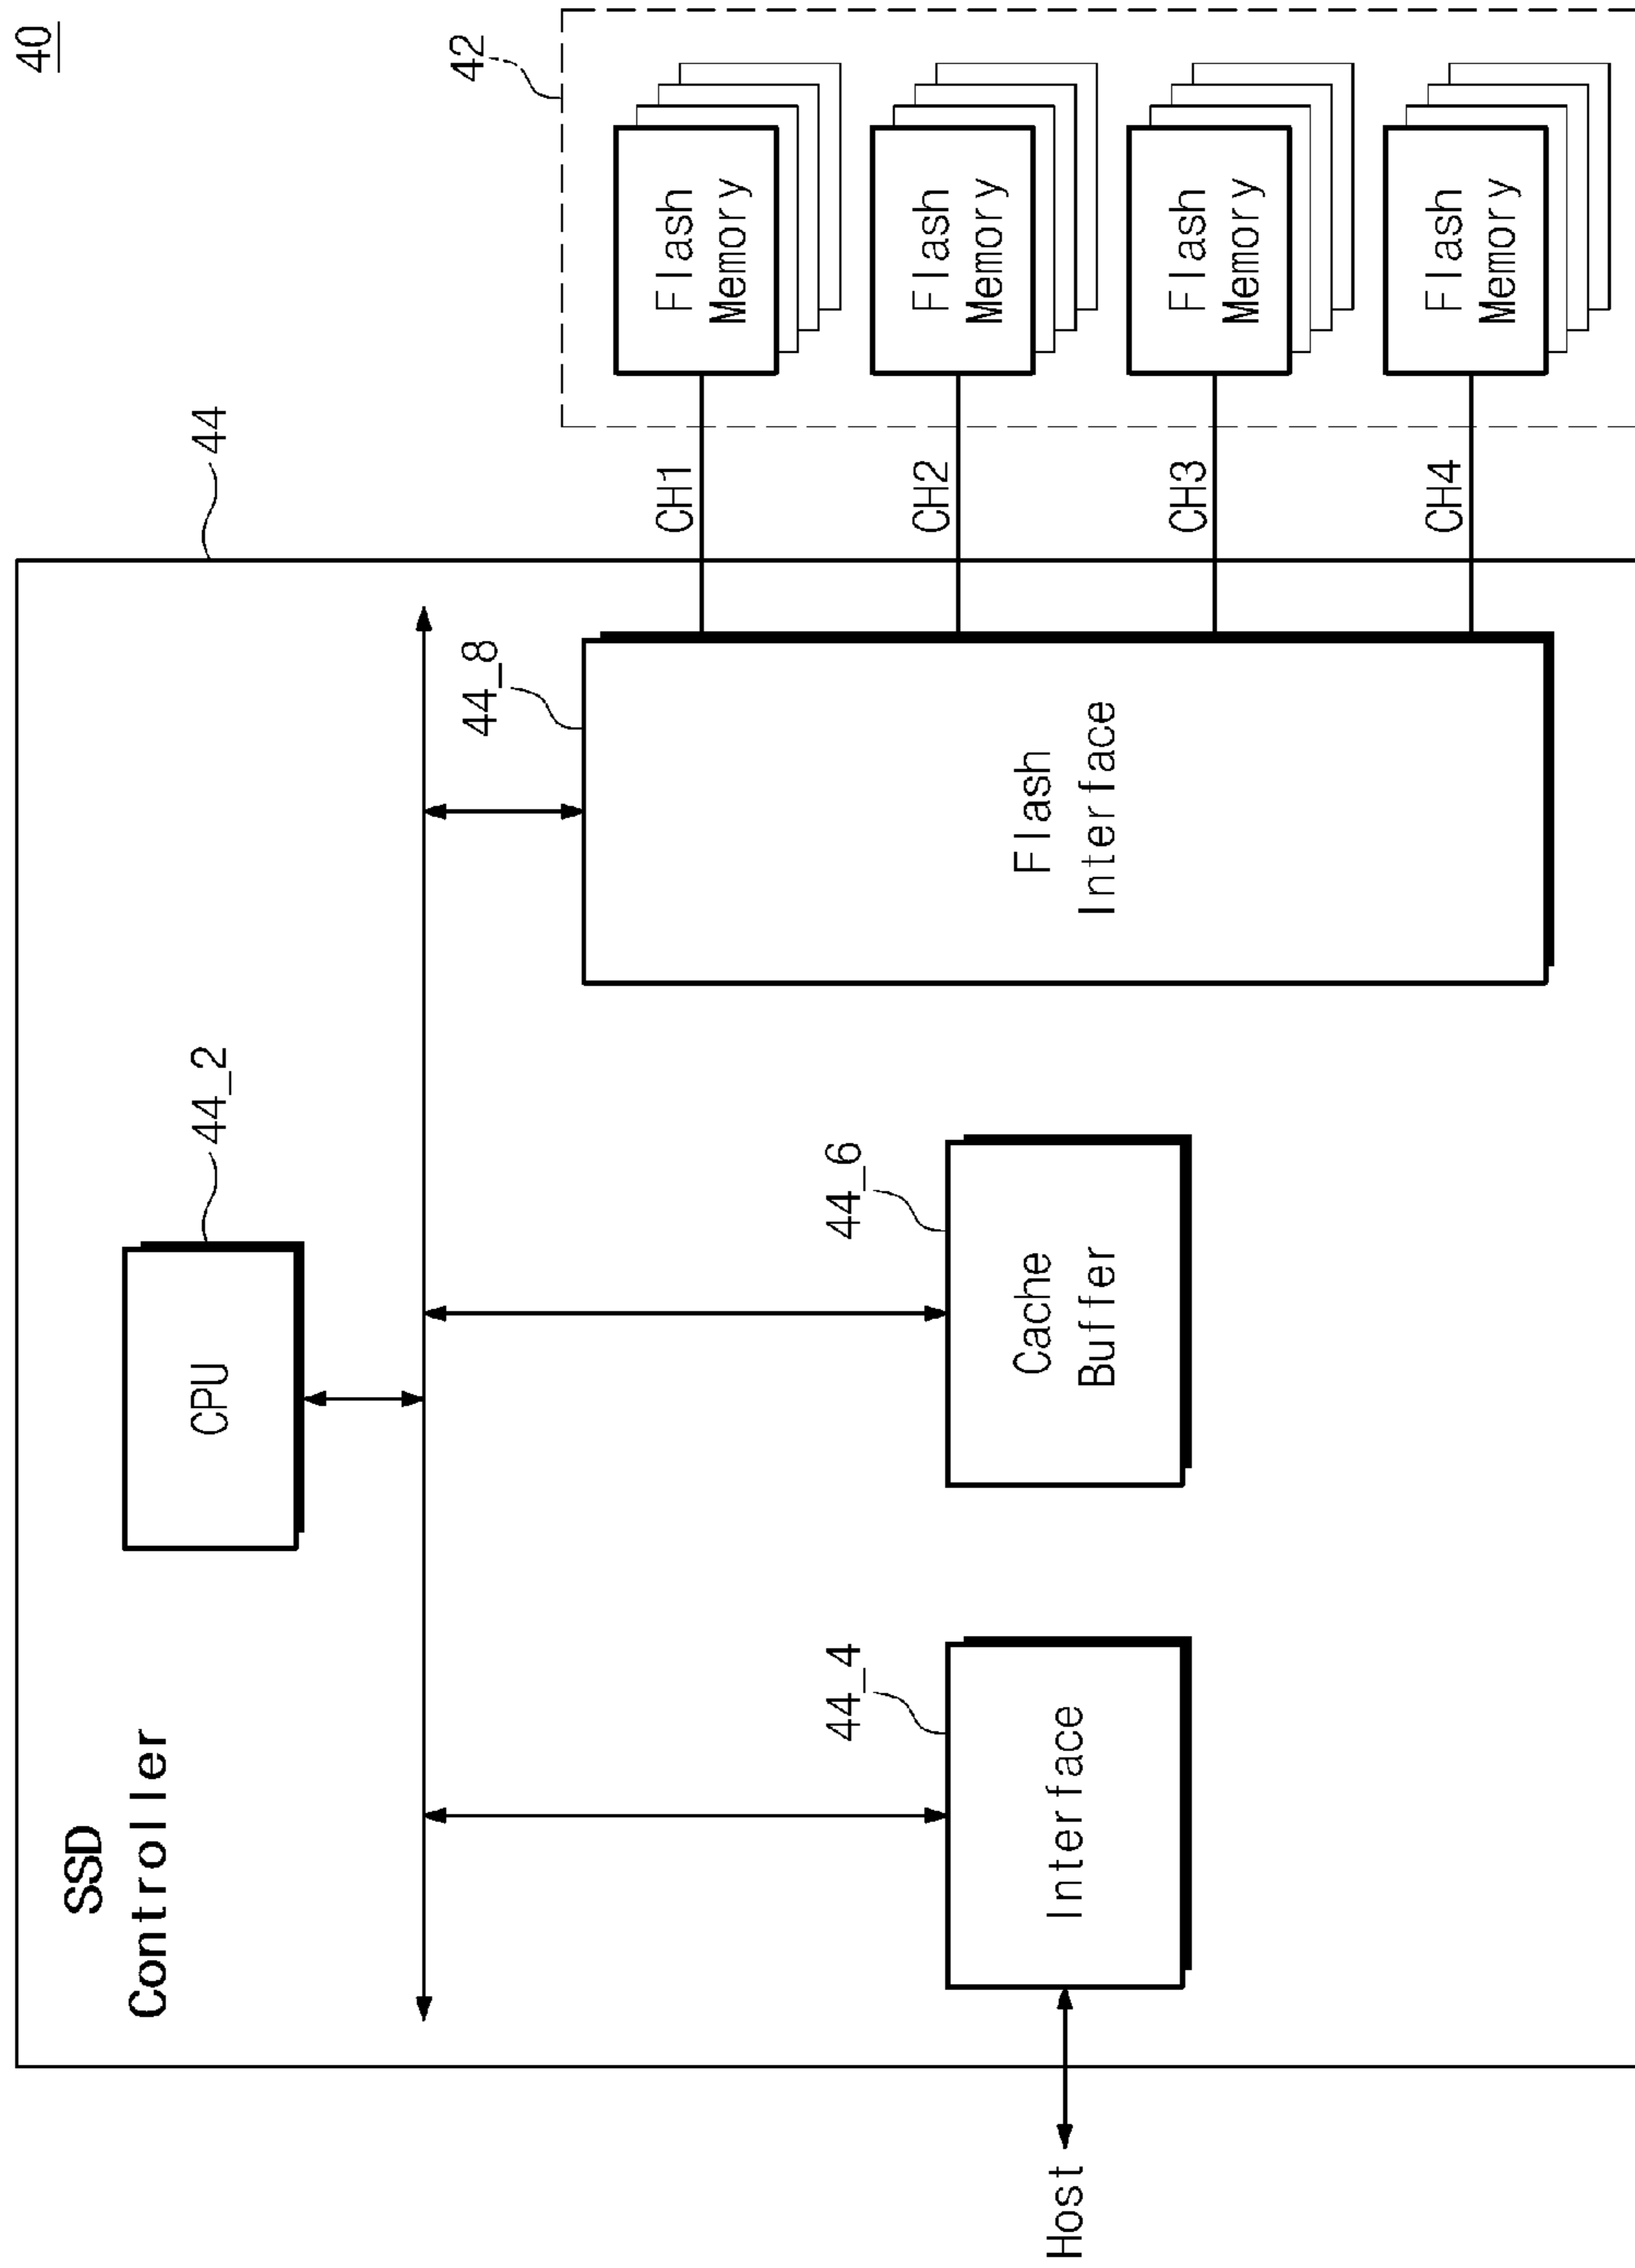 40
SSD
Controller
44
42
CPU
44_2
44_8
CH1
Flash
Memory
CH2
Flash
Memory
CH3
Flash
Memory
CH4
Flash
Memory
44_4
44_6
Host
Interface
Cache
Buffer
Flash
Interface